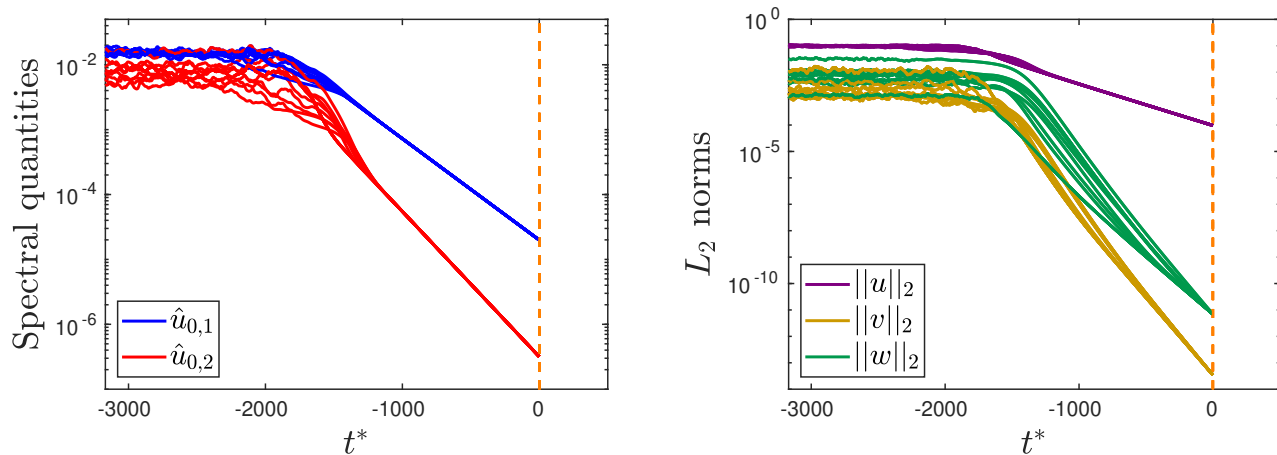 Spectral quantities
10^{-2}
10^{-4}
10^{-6}
û_{0,1}
û_{0,2}
-3000
-2000
-1000
0
t^*
L_2 norms
10^0
10^{-5}
10^{-10}
||u||_2
||v||_2
||w||_2
-3000
-2000
-1000
0
t^*